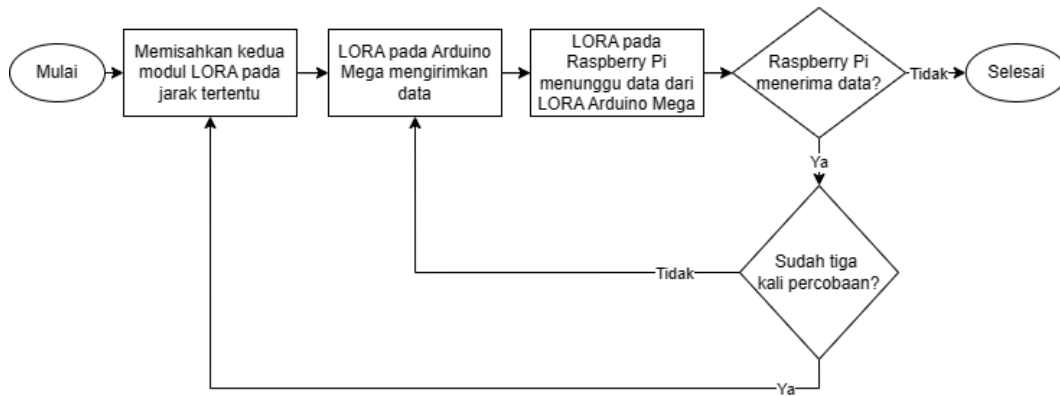 Mulai
Memisahkan kedua
modul LORA pada
jarak tertentu
LORA pada Arduino
Mega mengirimkan
data
LORA pada
Raspberry Pi
menunggu data dari
LORA Arduino Mega
Raspberry Pi
menerima data?
Tidak
Selesai
Ya
Sudah tiga
kali percobaan?
Tidak
Ya